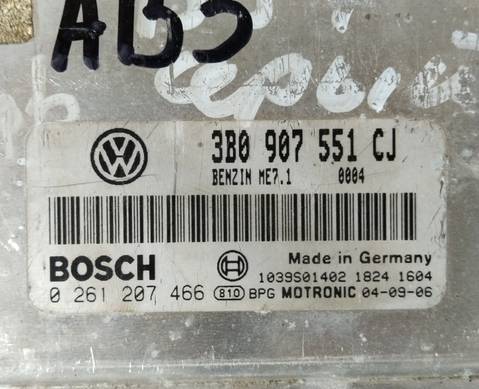 ABS
серый
VW
3B0 907 551 CJ
BENZIN ME7.1 0004
BOSCH
Made in Germany
1039S01402 1824 1604
0 261 207 466 810 BPG MOTRONIC 04-09-06